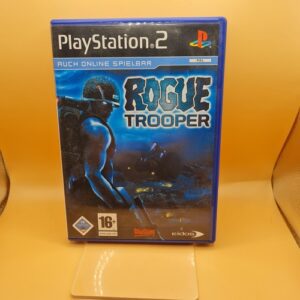 PlayStation®2
AUCH ONLINE SPIELBAR
ROGUE
TROOPER
16+
eidos